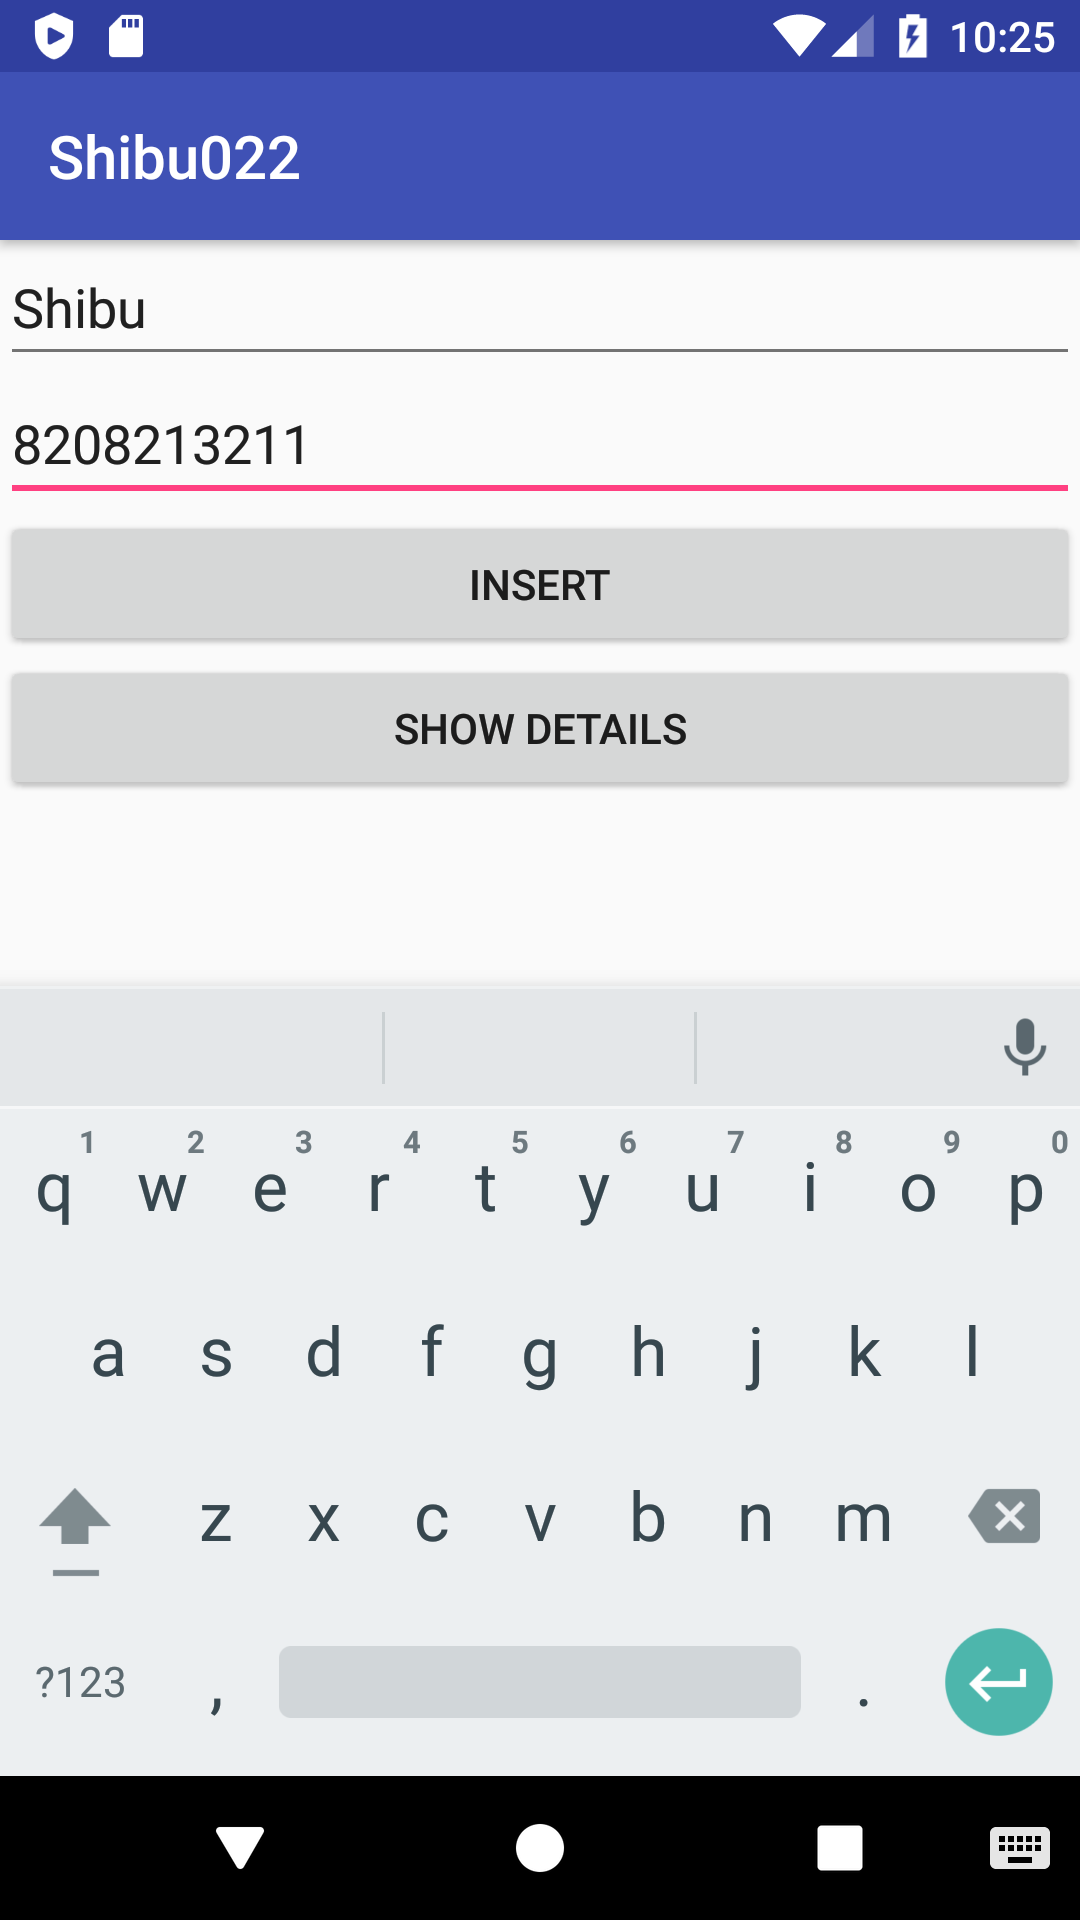 10:25
Shibu022
Shibu
8208213211
INSERT
SHOW DETAILS
1 2 3 4 5 6 7 8 9 0
q w e r t y u i o p
a s d f g h j k l
z x c v b n m
?123 , .